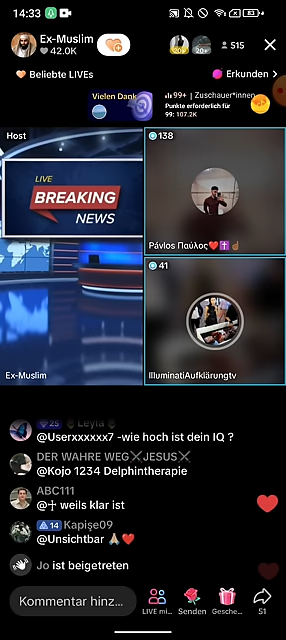 14:33
Ex-Muslim
42.0K
20+
515
Beliebte LIVEs
Erkunden
Vielen Dank
99+ | Zuschauer*innen
Punkte erforderlich für
99: 107.2K
Host
138
LIVE
BREAKING
NEWS
Pávlos Παύλος❤️✝️☝🏽
41
Ex-Muslim
IlluminatiAufklärungtv
25 Leyla
@Userxxxxxx7 -wie hoch ist dein IQ ?
DER WAHRE WEG⚔JESUS⚔
@Kojo 1234 Delphintherapie
ABC111
@✝ weils klar ist
14 Kapişe09
@Unsichtbar 🙏🏽❤️
Jo ist beigetreten
Kommentar hinz...
LIVE mi...
Senden
Gesche...
51